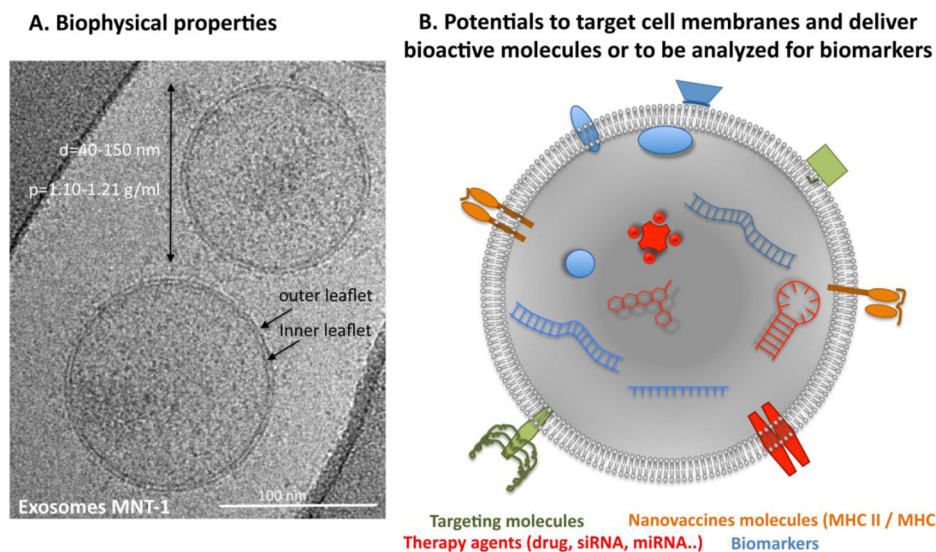 A. Biophysical properties
d=40-150 nm
p=1.10-1.21 g/ml
outer leaflet
Inner leaflet
100 nm
Exosomes MNT-1
B. Potentials to target cell membranes and deliver
bioactive molecules or to be analyzed for biomarkers
Targeting molecules
Nanovaccines molecules (MHC II / MHC
Therapy agents (drug, siRNA, miRNA..)
Biomarkers